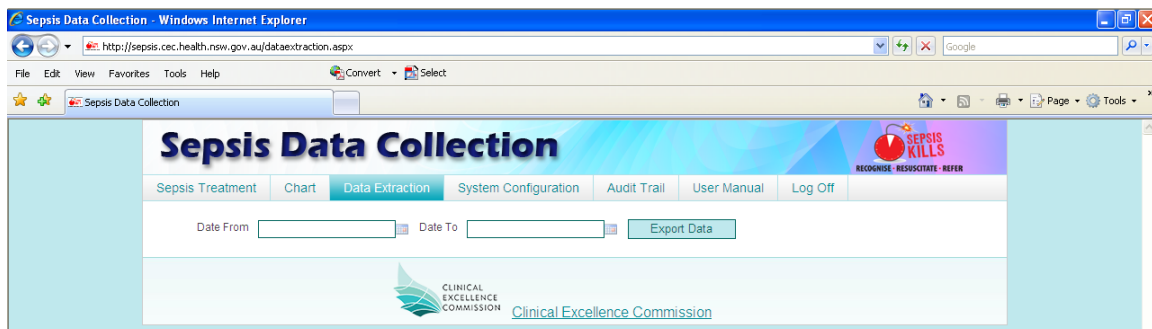 Sepsis Data Collection - Windows Internet Explorer
http://sepsis.cec.health.nsw.gov.au/dataextraction.aspx
Google
File Edit View Favorites Tools Help
Convert Select
Sepsis Data Collection
Page Tools
Sepsis Data Collection
SEPSIS
KILLS
RECOGNISE - RESUSCITATE - REFER
Sepsis Treatment Chart Data Extraction System Configuration Audit Trail User Manual Log Off
Date From Date To Export Data
CLINICAL
EXCELLENCE
COMMISSION
Clinical Excellence Commission